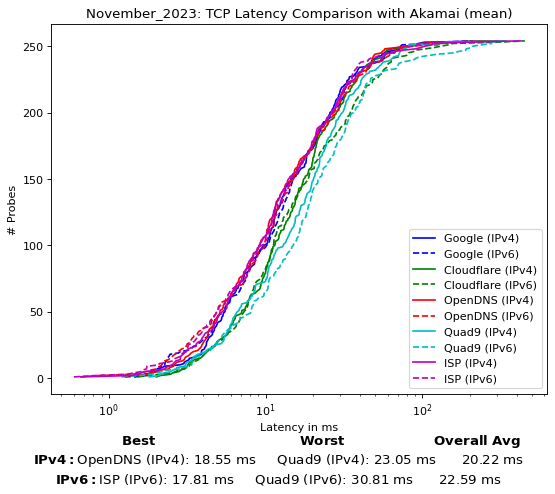 November_2023: TCP Latency Comparison with Akamai (mean)
250
200
150
100
50
0
# Probes
Google (IPv4)
Google (IPv6)
Cloudflare (IPv4)
Cloudflare (IPv6)
OpenDNS (IPv4)
OpenDNS (IPv6)
Quad9 (IPv4)
Quad9 (IPv6)
ISP (IPv4)
ISP (IPv6)
10⁰ 10¹ 10²
Latency in ms
Best Worst Overall Avg
IPv4: OpenDNS (IPv4): 18.55 ms Quad9 (IPv4): 23.05 ms 20.22 ms
IPv6: ISP (IPv6): 17.81 ms Quad9 (IPv6): 30.81 ms 22.59 ms